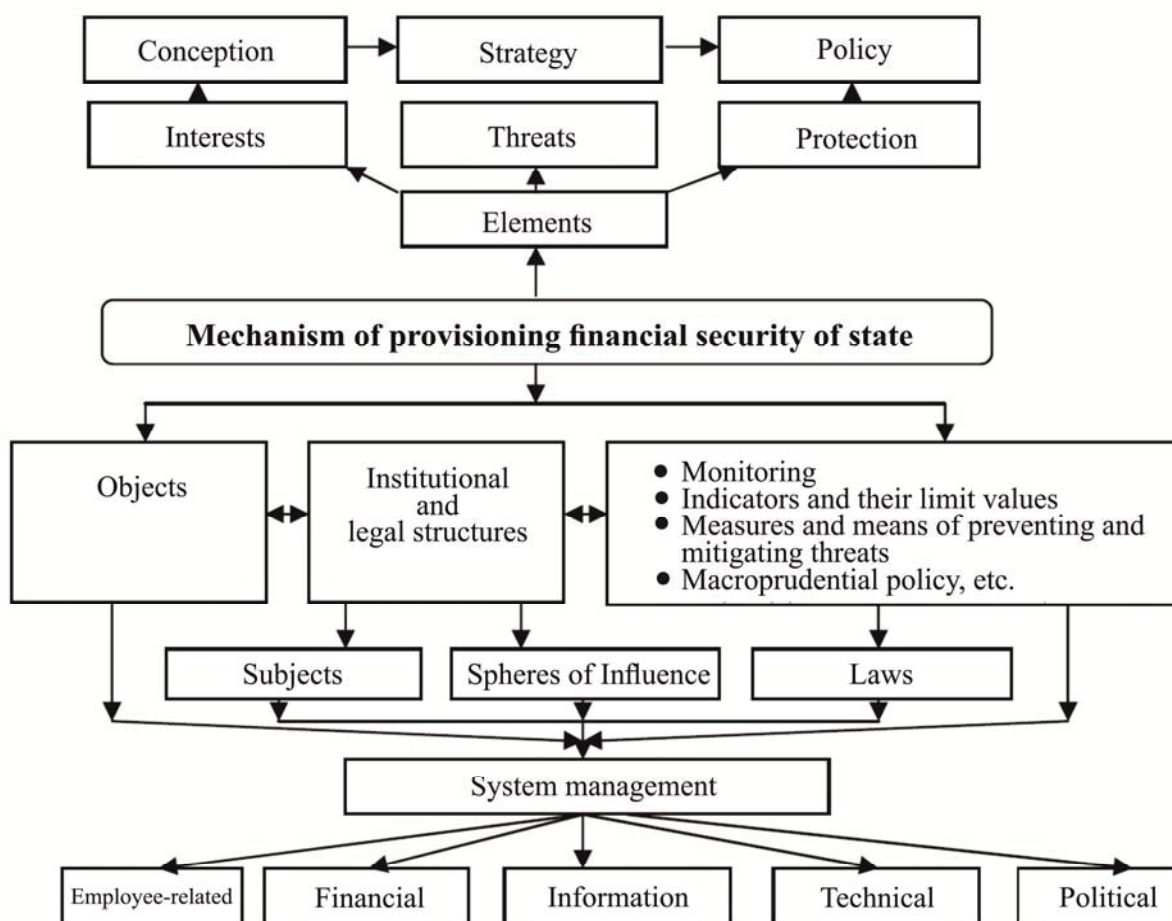 Conception
Strategy
Policy
Interests
Threats
Protection
Elements
Mechanism of provisioning financial security of state
Objects
Institutional
and
legal structures
● Monitoring
● Indicators and their limit values
● Measures and means of preventing and
mitigating threats
● Macroprudential policy, etc.
Subjects
Spheres of Influence
Laws
System management
Employee-related
Financial
Information
Technical
Political